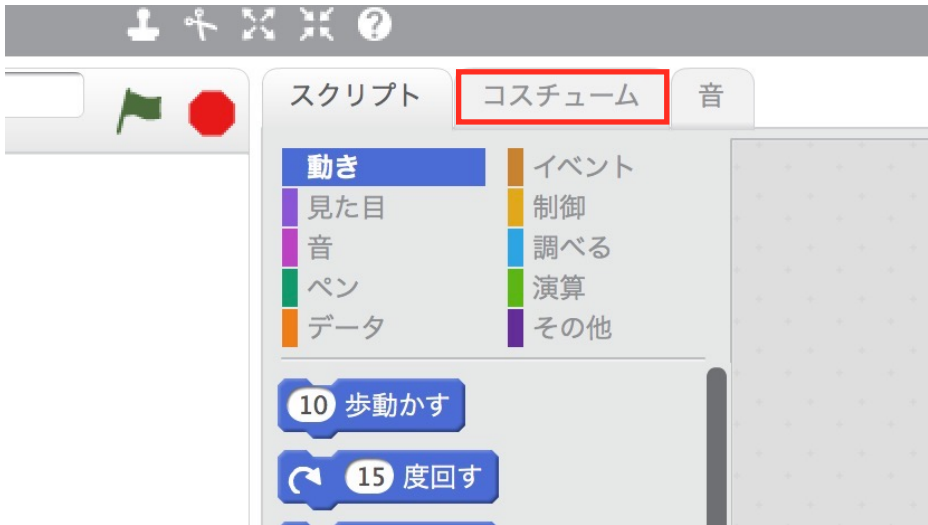 スクリプト コスチューム 音
動き イベント
見た目 制御
音 調べる
ペン 演算
データ その他
10 歩動かす
15 度回す